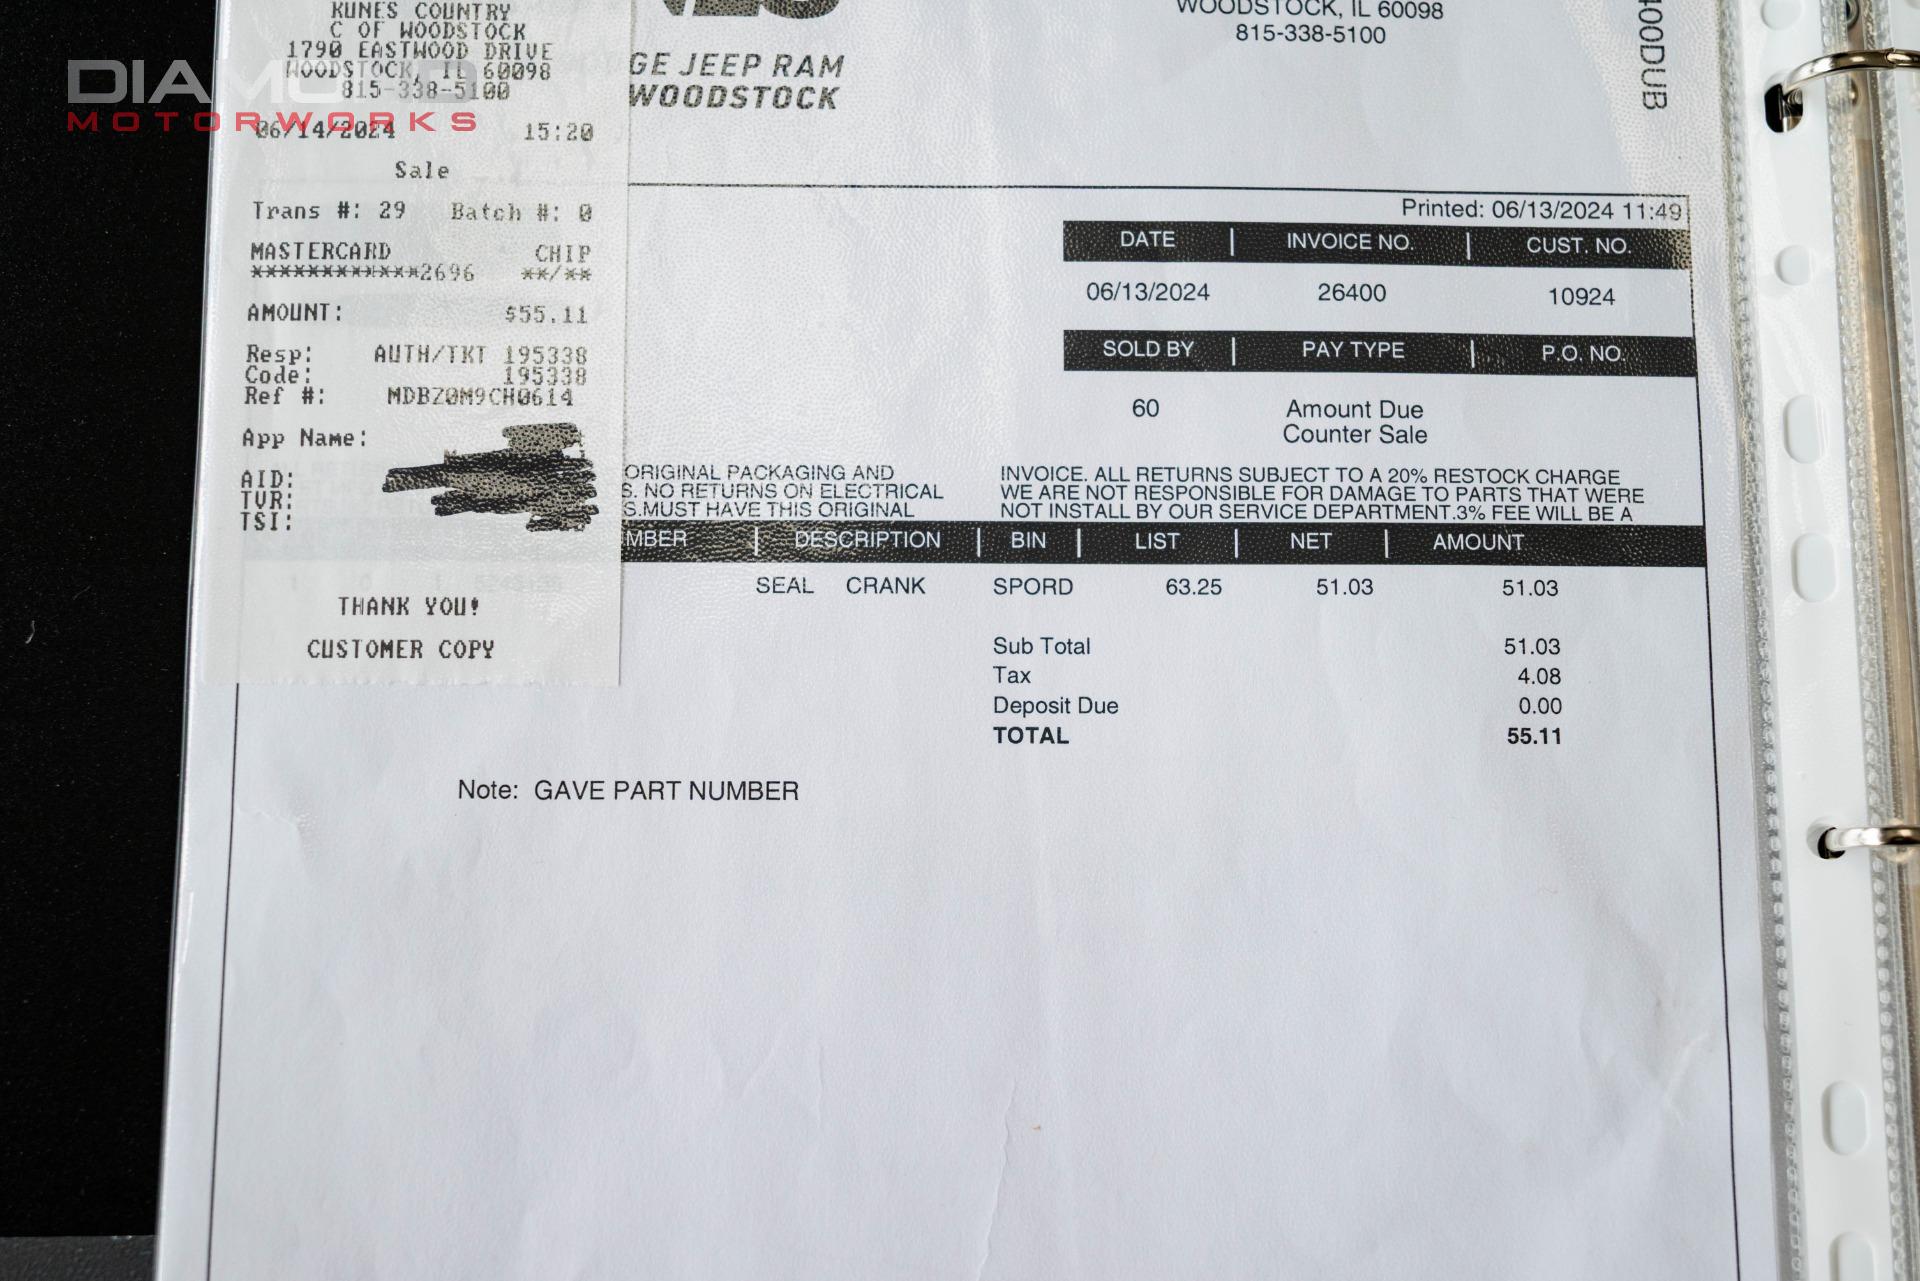 DIAMOND
MOTORWORKS
KUNES COUNTRY
C OF WOODSTOCK
1790 EASTWOOD DRIVE
WOODSTOCK, IL 60098
815-338-5100
06/14/2024 15:20
Sale
Trans #: 29 Batch #: 0
MASTERCARD CHIP
************2696 **/**
AMOUNT: $55.11
Resp: AUTH/TKT 195338
Code: 195338
Ref #: MDBZ0M9CH0614
App Name:
AID:
TVR:
TSI:
THANK YOU!
CUSTOMER COPY
GE JEEP RAM
WOODSTOCK
WOODSTOCK, IL 60098
815-338-5100
400DUB
Printed: 06/13/2024 11:49
DATE | INVOICE NO. | CUST. NO.
06/13/2024 26400 10924
SOLD BY | PAY TYPE | P.O. NO.
60 Amount Due
Counter Sale
ORIGINAL PACKAGING AND
S. NO RETURNS ON ELECTRICAL
S.MUST HAVE THIS ORIGINAL
INVOICE. ALL RETURNS SUBJECT TO A 20% RESTOCK CHARGE
WE ARE NOT RESPONSIBLE FOR DAMAGE TO PARTS THAT WERE
NOT INSTALL BY OUR SERVICE DEPARTMENT.3% FEE WILL BE A
MBER | DESCRIPTION | BIN | LIST | NET | AMOUNT
SEAL CRANK SPORD 63.25 51.03 51.03
Sub Total 51.03
Tax 4.08
Deposit Due 0.00
TOTAL 55.11
Note: GAVE PART NUMBER